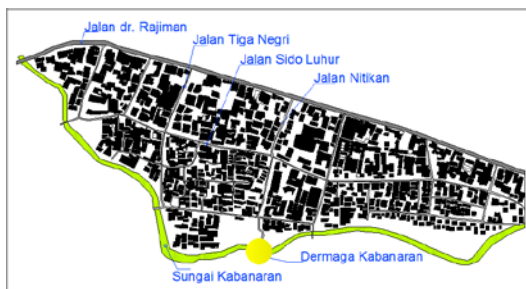 Jalan dr. Rajiman
Jalan Tiga Negri
Jalan Sido Luhur
Jalan Nitikan
Dermaga Kabanaran
Sungai Kabanaran